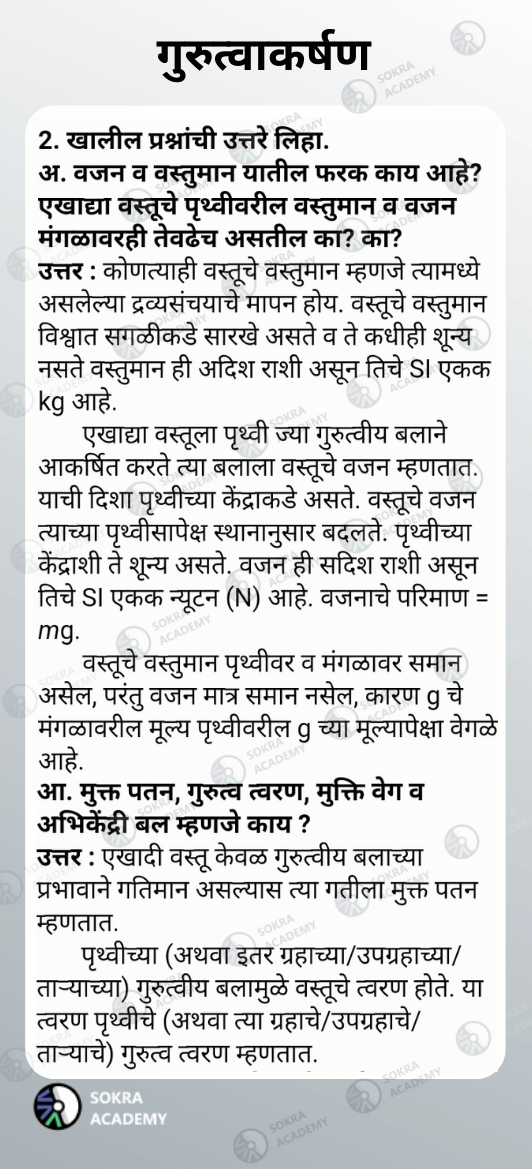 गुरुत्वाकर्षण
2. खालील प्रश्नांची उत्तरे लिहा.
अ. वजन व वस्तुमान यातील फरक काय आहे?
एखाद्या वस्तूचे पृथ्वीवरील वस्तुमान व वजन
मंगळावरही तेवढेच असतील का? का?
उत्तर : कोणत्याही वस्तूचे वस्तुमान म्हणजे त्यामध्ये
असलेल्या द्रव्यसंचयाचे मापन होय. वस्तूचे वस्तुमान
विश्वात सगळीकडे सारखे असते व ते कधीही शून्य
नसते वस्तुमान ही अदिश राशी असून तिचे SI एकक
kg आहे.
एखाद्या वस्तूला पृथ्वी ज्या गुरुत्वीय बलाने
आकर्षित करते त्या बलाला वस्तूचे वजन म्हणतात.
याची दिशा पृथ्वीच्या केंद्राकडे असते. वस्तूचे वजन
त्याच्या पृथ्वीसापेक्ष स्थानानुसार बदलते. पृथ्वीच्या
केंद्राशी ते शून्य असते. वजन ही सदिश राशी असून
तिचे SI एकक न्यूटन (N) आहे. वजनाचे परिमाण =
mg.
वस्तूचे वस्तुमान पृथ्वीवर व मंगळावर समान
असेल, परंतु वजन मात्र समान नसेल, कारण g चे
मंगळावरील मूल्य पृथ्वीवरील g च्या मूल्यापेक्षा वेगळे
आहे.
आ. मुक्त पतन, गुरुत्व त्वरण, मुक्ति वेग व
अभिकेंद्री बल म्हणजे काय ?
उत्तर : एखादी वस्तू केवळ गुरुत्वीय बलाच्या
प्रभावाने गतिमान असल्यास त्या गतीला मुक्त पतन
म्हणतात.
पृथ्वीच्या (अथवा इतर ग्रहाच्या/उपग्रहाच्या/
ताऱ्याच्या) गुरुत्वीय बलामुळे वस्तूचे त्वरण होते. या
त्वरण पृथ्वीचे (अथवा त्या ग्रहाचे/उपग्रहाचे/
ताऱ्याचे) गुरुत्व त्वरण म्हणतात.
SOKRA
ACADEMY